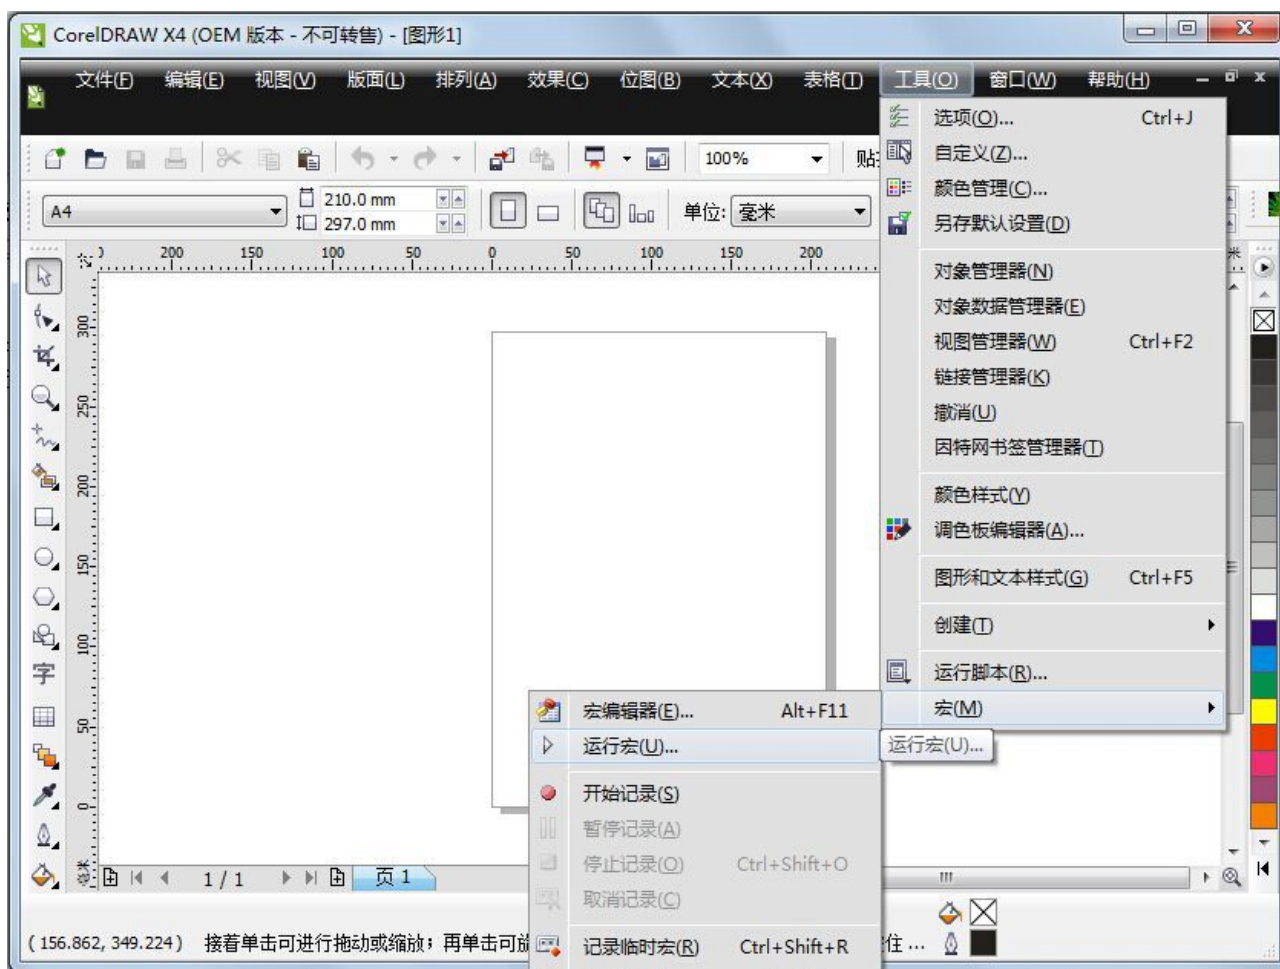 CorelDRAW X4 (OEM 版本 - 不可转售) - [图形1]
文件(F) 编辑(E) 视图(V) 版面(L) 排列(A) 效果(C) 位图(B) 文本(X) 表格(T) 工具(O) 窗口(W) 帮助(H)
选项(O)... Ctrl+J
自定义(Z)...
100%
颜色管理(C)...
A4
210.0 mm
297.0 mm
单位: 毫米
另存默认设置(D)
200 150 100 50 0 50 100 150 200
米
对象管理器(N)
对象数据管理器(E)
视图管理器(W) Ctrl+F2
链接管理器(K)
撤消(U)
因特网书签管理器(T)
颜色样式(Y)
调色板编辑器(A)...
图形和文本样式(G) Ctrl+F5
创建(T)
运行脚本(R)...
宏(M)
300
250
200
150
100
50
0
字
宏编辑器(E)... Alt+F11
运行宏(U)...
运行宏(U)...
开始记录(S)
暂停记录(A)
停止记录(O) Ctrl+Shift+O
取消记录(C)
记录临时宏(R) Ctrl+Shift+R
1 / 1
页 1
( 156.862, 349.224 ) 接着单击可进行拖动或缩放；再单击可 住 ...